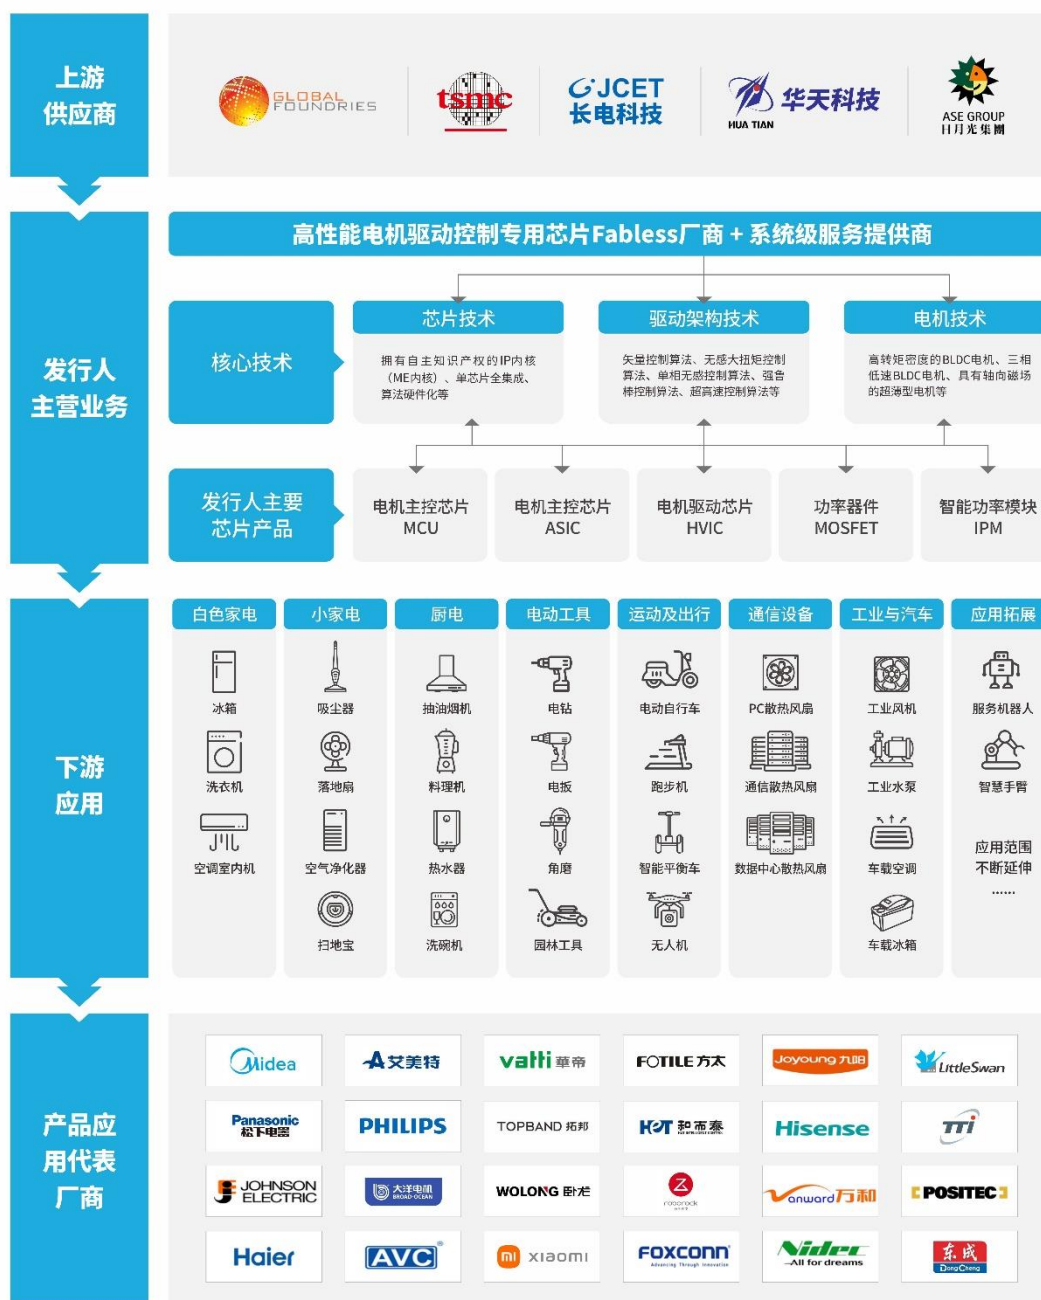 上游
供应商
GLOBAL
FOUNDRIES
tsmc
JCET
长电科技
HUA TIAN
华天科技
ASE GROUP
日月光集團
高性能电机驱动控制专用芯片Fabless厂商 + 系统级服务提供商
发行人
主营业务
核心技术
芯片技术
拥有自主知识产权的IP内核
（ME内核）、单芯片全集成、
算法硬件化等
驱动架构技术
矢量控制算法、无感大扭矩控制
算法、单相无感控制算法、强鲁
棒控制算法、超高速控制算法等
电机技术
高转矩密度的BLDC电机、三相
低速BLDC电机、具有轴向磁场
的超薄型电机等
发行人主要
芯片产品
电机主控芯片
MCU
电机主控芯片
ASIC
电机驱动芯片
HVIC
功率器件
MOSFET
智能功率模块
IPM
下游
应用
白色家电
小家电
厨电
电动工具
运动及出行
通信设备
工业与汽车
应用拓展
冰箱
吸尘器
抽油烟机
电钻
电动自行车
PC散热风扇
工业风机
服务机器人
洗衣机
落地扇
料理机
电扳
跑步机
通信散热风扇
工业水泵
智慧手臂
空调室内机
空气净化器
热水器
角磨
智能平衡车
数据中心散热风扇
车载空调
应用范围
不断延伸
······
扫地宝
洗碗机
园林工具
无人机
车载冰箱
产品应
用代表
厂商
Midea
艾美特
vatti 華帝
FOTILE 方太
Joyoung 九阳
LittleSwan
Panasonic
松下电器
PHILIPS
TOPBAND 拓邦
H&T 和而泰
Hisense
TTI
JOHNSON
ELECTRIC
大洋电机
BROAD-OCEAN
WOLONG 卧龙
roborock
Vanward 万和
POSITEC
Haier
AVC
®
mi xiaomi
FOXCONN
Advancing Through Innovation
Nidec
-All for dreams
东成
DongCheng